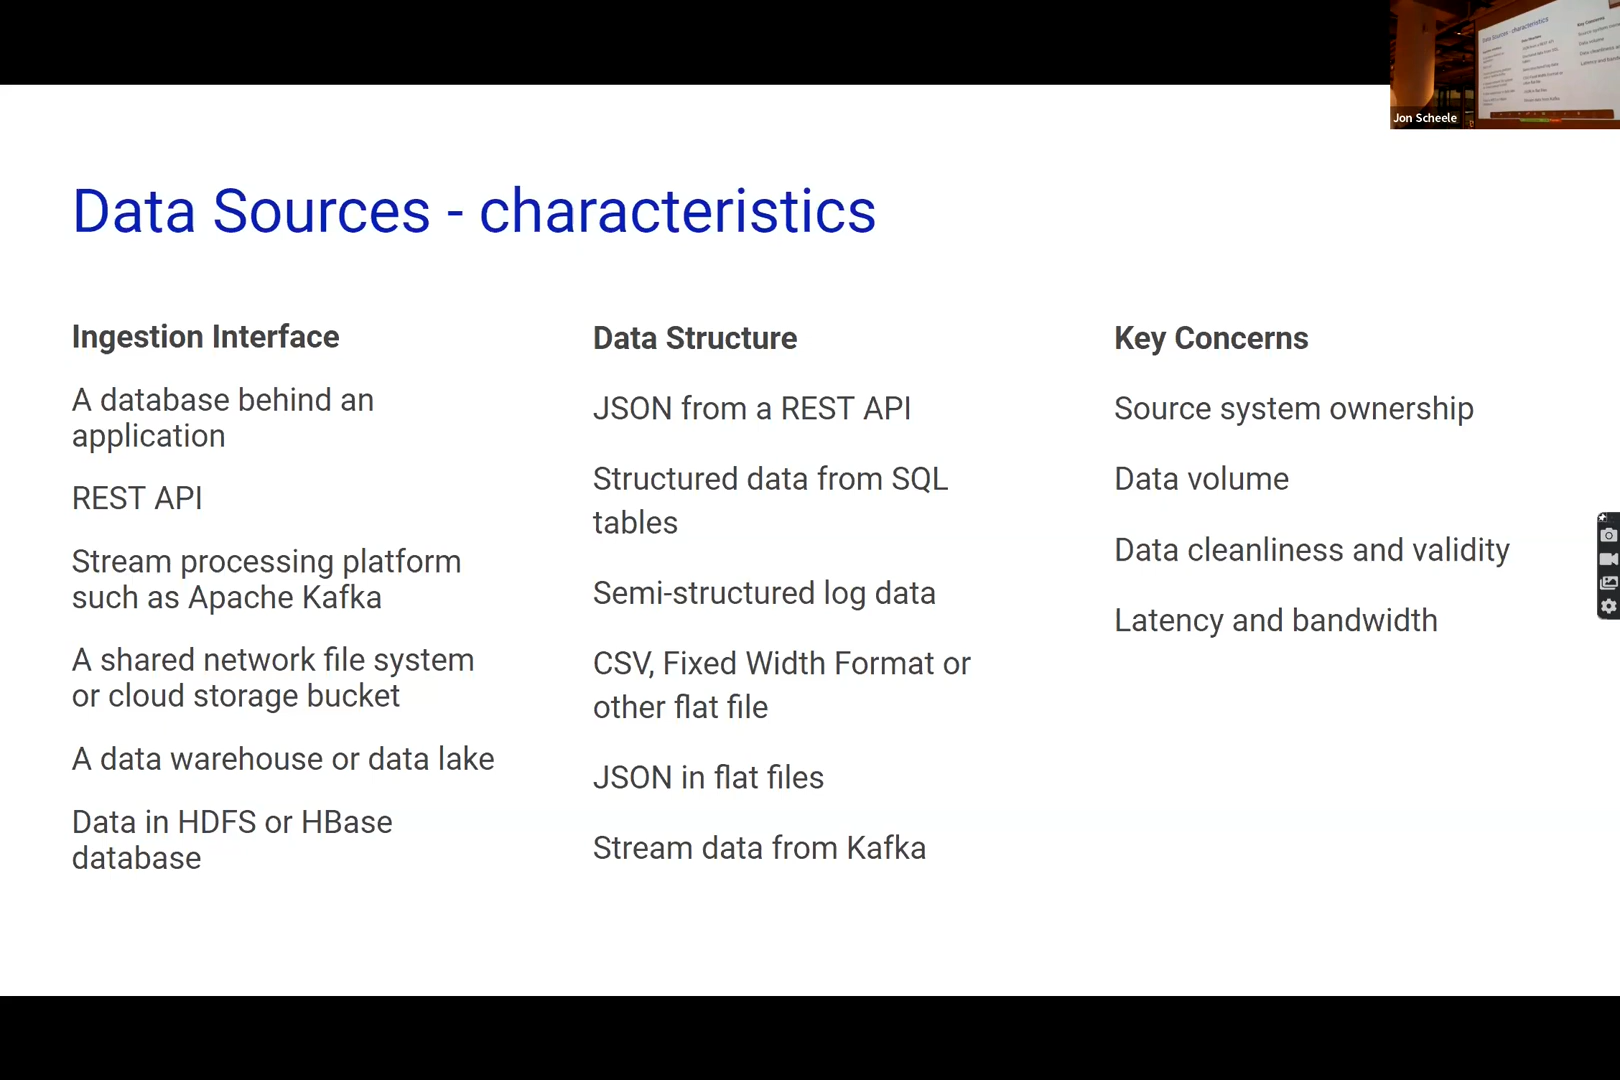 Jon Scheele
Data Sources - characteristics
Ingestion Interface
A database behind an
application
REST API
Stream processing platform
such as Apache Kafka
A shared network file system
or cloud storage bucket
A data warehouse or data lake
Data in HDFS or HBase
database
Data Structure
JSON from a REST API
Structured data from SQL
tables
Semi-structured log data
CSV, Fixed Width Format or
other flat file
JSON in flat files
Stream data from Kafka
Key Concerns
Source system ownership
Data volume
Data cleanliness and validity
Latency and bandwidth